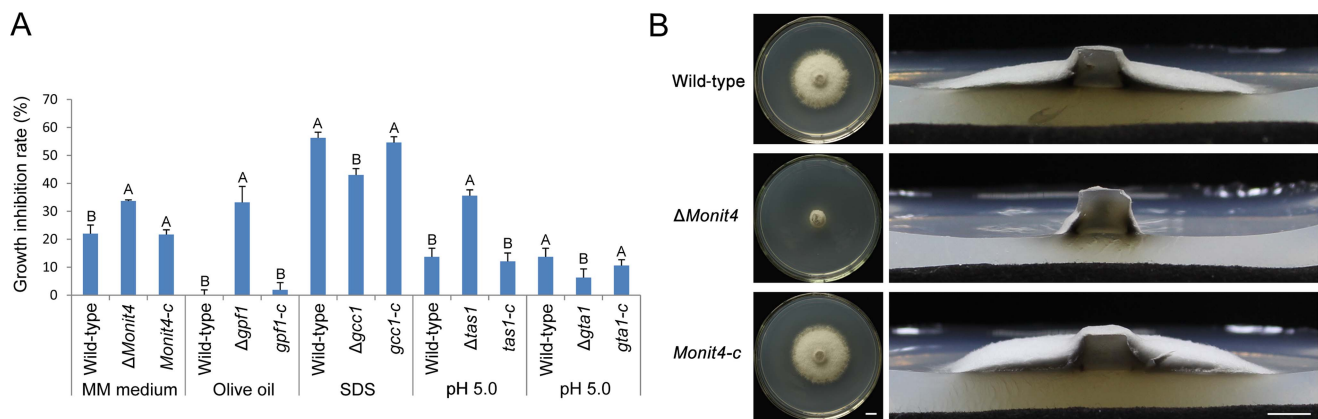 A
Growth inhibition rate (%)
70
60
50
40
30
20
10
0
B
A
A
B
A
B
A
B
A
B
A
B
A
B
A
Wild-type
ΔMonit4
Monit4-c
Wild-type
Δgpf1
gpf1-c
Wild-type
Δgcc1
gcc1-c
Wild-type
Δtas1
tas1-c
Wild-type
Δgta1
gta1-c
MM medium
Olive oil
SDS
pH 5.0
pH 5.0
B
Wild-type
ΔMonit4
Monit4-c